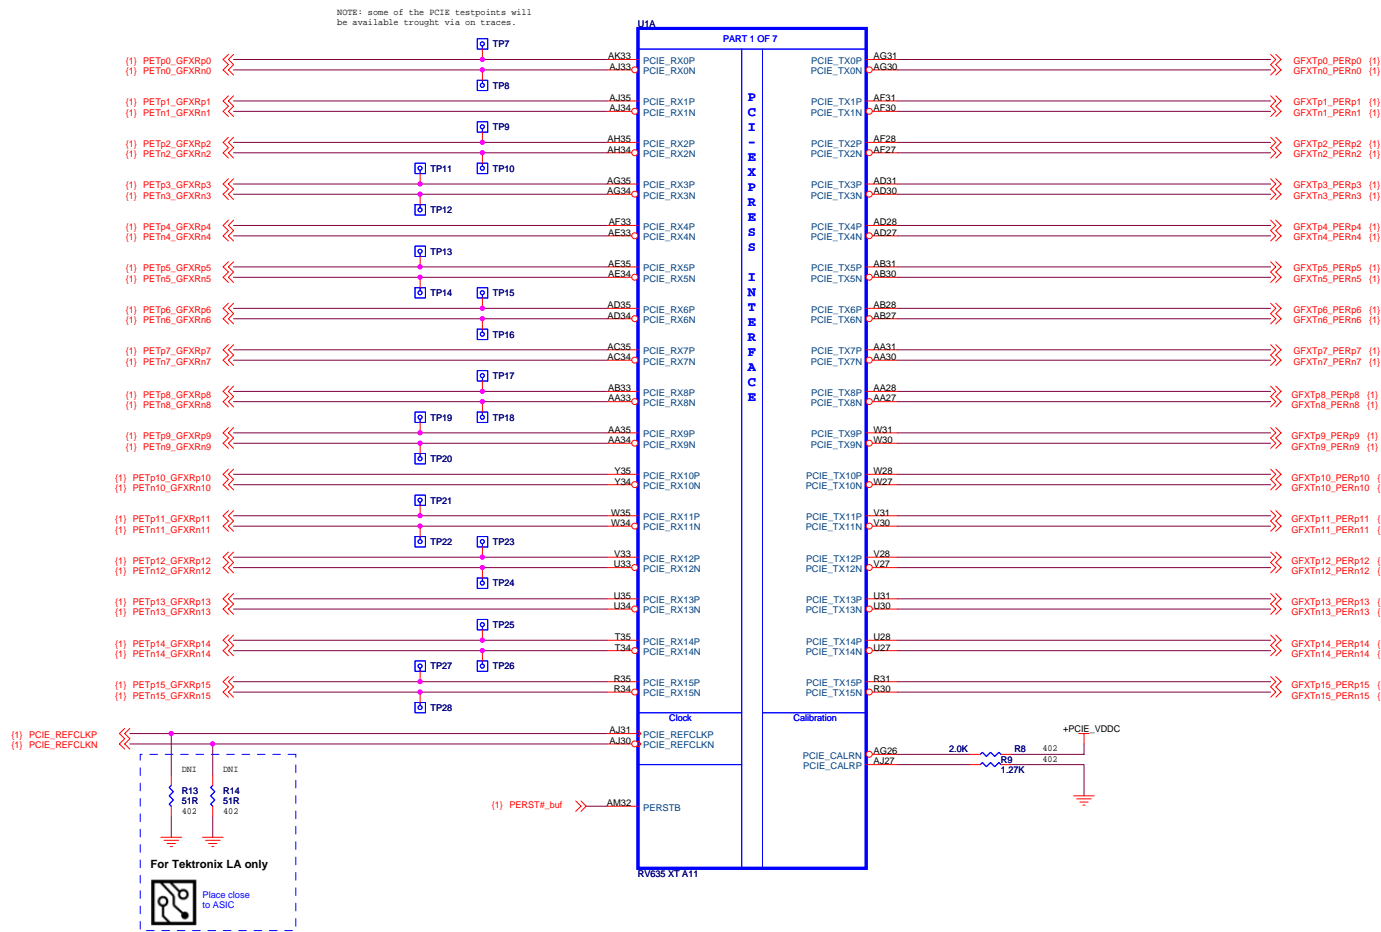 NOTE: some of the PCIE testpoints will
be available trought via on traces.
U1A
PART 1 OF 7
PCI-EXPRESS INTERFACE
TP7
{1} PETp0_GFXRp0 AK33 PCIE_RX0P PCIE_TX0P AG31 GFXTp0_PERp0 {1}
{1} PETn0_GFXRn0 AJ33 PCIE_RX0N PCIE_TX0N AG30 GFXTn0_PERn0 {1}
TP8
{1} PETp1_GFXRp1 AJ35 PCIE_RX1P PCIE_TX1P AF31 GFXTp1_PERp1 {1}
{1} PETn1_GFXRn1 AJ34 PCIE_RX1N PCIE_TX1N AF30 GFXTn1_PERn1 {1}
TP9
{1} PETp2_GFXRp2 AH35 PCIE_RX2P PCIE_TX2P AF28 GFXTp2_PERp2 {1}
{1} PETn2_GFXRn2 AH34 PCIE_RX2N PCIE_TX2N AF27 GFXTn2_PERn2 {1}
TP11 TP10
{1} PETp3_GFXRp3 AG35 PCIE_RX3P PCIE_TX3P AD31 GFXTp3_PERp3 {1}
{1} PETn3_GFXRn3 AG34 PCIE_RX3N PCIE_TX3N AD30 GFXTn3_PERn3 {1}
TP12
{1} PETp4_GFXRp4 AF33 PCIE_RX4P PCIE_TX4P AD28 GFXTp4_PERp4 {1}
{1} PETn4_GFXRn4 AE33 PCIE_RX4N PCIE_TX4N AD27 GFXTn4_PERn4 {1}
TP13
{1} PETp5_GFXRp5 AE35 PCIE_RX5P PCIE_TX5P AB31 GFXTp5_PERp5 {1}
{1} PETn5_GFXRn5 AE34 PCIE_RX5N PCIE_TX5N AB30 GFXTn5_PERn5 {1}
TP14 TP15
{1} PETp6_GFXRp6 AD35 PCIE_RX6P PCIE_TX6P AB28 GFXTp6_PERp6 {1}
{1} PETn6_GFXRn6 AD34 PCIE_RX6N PCIE_TX6N AB27 GFXTn6_PERn6 {1}
TP16
{1} PETp7_GFXRp7 AC35 PCIE_RX7P PCIE_TX7P AA31 GFXTp7_PERp7 {1}
{1} PETn7_GFXRn7 AC34 PCIE_RX7N PCIE_TX7N AA30 GFXTn7_PERn7 {1}
TP17
{1} PETp8_GFXRp8 AB33 PCIE_RX8P PCIE_TX8P AA28 GFXTp8_PERp8 {1}
{1} PETn8_GFXRn8 AA33 PCIE_RX8N PCIE_TX8N AA27 GFXTn8_PERn8 {1}
TP19 TP18
{1} PETp9_GFXRp9 AA35 PCIE_RX9P PCIE_TX9P W31 GFXTp9_PERp9 {1}
{1} PETn9_GFXRn9 AA34 PCIE_RX9N PCIE_TX9N W30 GFXTn9_PERn9 {1}
TP20
{1} PETp10_GFXRp10 Y35 PCIE_RX10P PCIE_TX10P W28 GFXTp10_PERp10 {
{1} PETn10_GFXRn10 Y34 PCIE_RX10N PCIE_TX10N W27 GFXTn10_PERn10 {
TP21
{1} PETp11_GFXRp11 W35 PCIE_RX11P PCIE_TX11P V31 GFXTp11_PERp11 {
{1} PETn11_GFXRn11 W34 PCIE_RX11N PCIE_TX11N V30 GFXTn11_PERn11 {
TP22 TP23
{1} PETp12_GFXRp12 V33 PCIE_RX12P PCIE_TX12P V28 GFXTp12_PERp12 {
{1} PETn12_GFXRn12 U33 PCIE_RX12N PCIE_TX12N V27 GFXTn12_PERn12 {
TP24
{1} PETp13_GFXRp13 U35 PCIE_RX13P PCIE_TX13P U31 GFXTp13_PERp13 {
{1} PETn13_GFXRn13 U34 PCIE_RX13N PCIE_TX13N U30 GFXTn13_PERn13 {
TP25
{1} PETp14_GFXRp14 T35 PCIE_RX14P PCIE_TX14P U28 GFXTp14_PERp14 {
{1} PETn14_GFXRn14 T34 PCIE_RX14N PCIE_TX14N U27 GFXTn14_PERn14 {
TP27 TP26
{1} PETp15_GFXRp15 R35 PCIE_RX15P PCIE_TX15P R31 GFXTp15_PERp15 {
{1} PETn15_GFXRn15 R34 PCIE_RX15N PCIE_TX15N R30 GFXTn15_PERn15 {
TP28
Clock Calibration
{1} PCIE_REFCLKP AJ31 PCIE_REFCLKP
{1} PCIE_REFCLKN AJ30 PCIE_REFCLKN
+PCIE_VDDC
PCIE_CALRN AG26 2.0K R8 402
PCIE_CALRP AJ27 R9 402
1.27K
DNI DNI
R13 R14
51R 51R
402 402
{1} PERST#_buf AM32 PERSTB
For Tektronix LA only
Place close
to ASIC
RV635 XT A11